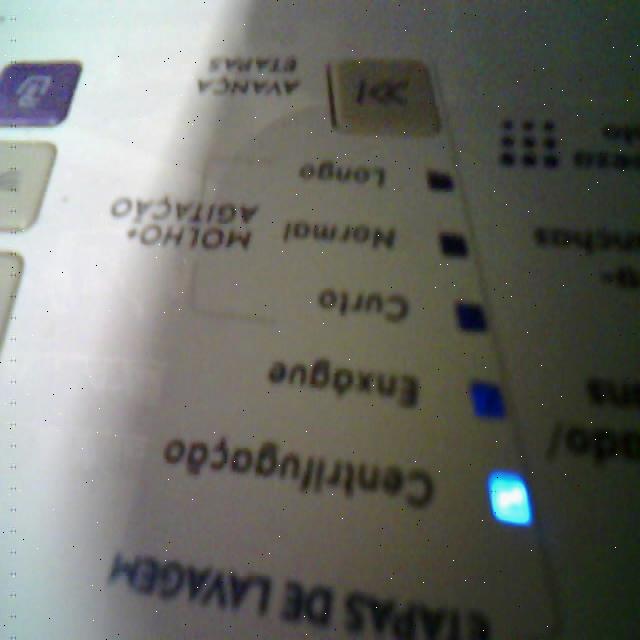 ETAPAS DE LAVAGEM
Centrifugação
Enxágue
Curto
Normal
Longo
MOLHO+
AGITAÇÃO
AVANÇA
ETAPAS